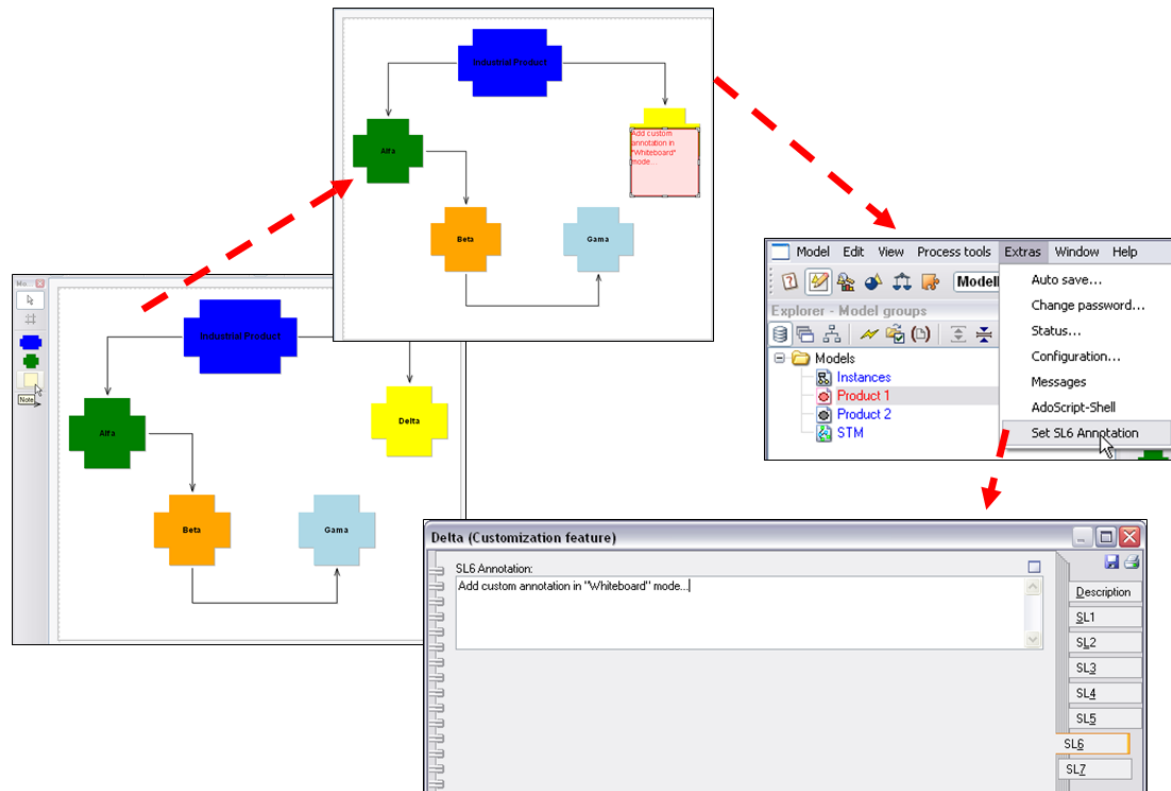 Industrial Product
Alfa
Add custom
annotation in
"Whiteboard"
mode...
Beta
Gama
Mo...
Industrial Product
Alfa
Delta
Note
Beta
Gama
Model Edit View Process tools Extras Window Help
Modell
Explorer - Model groups
Models
Instances
Product 1
Product 2
STM
Auto save...
Change password...
Status...
Configuration...
Messages
AdoScript-Shell
Set SL6 Annotation
Delta (Customization feature)
SL6 Annotation:
Add custom annotation in "Whiteboard" mode...
Description
SL1
SL2
SL3
SL4
SL5
SL6
SL7